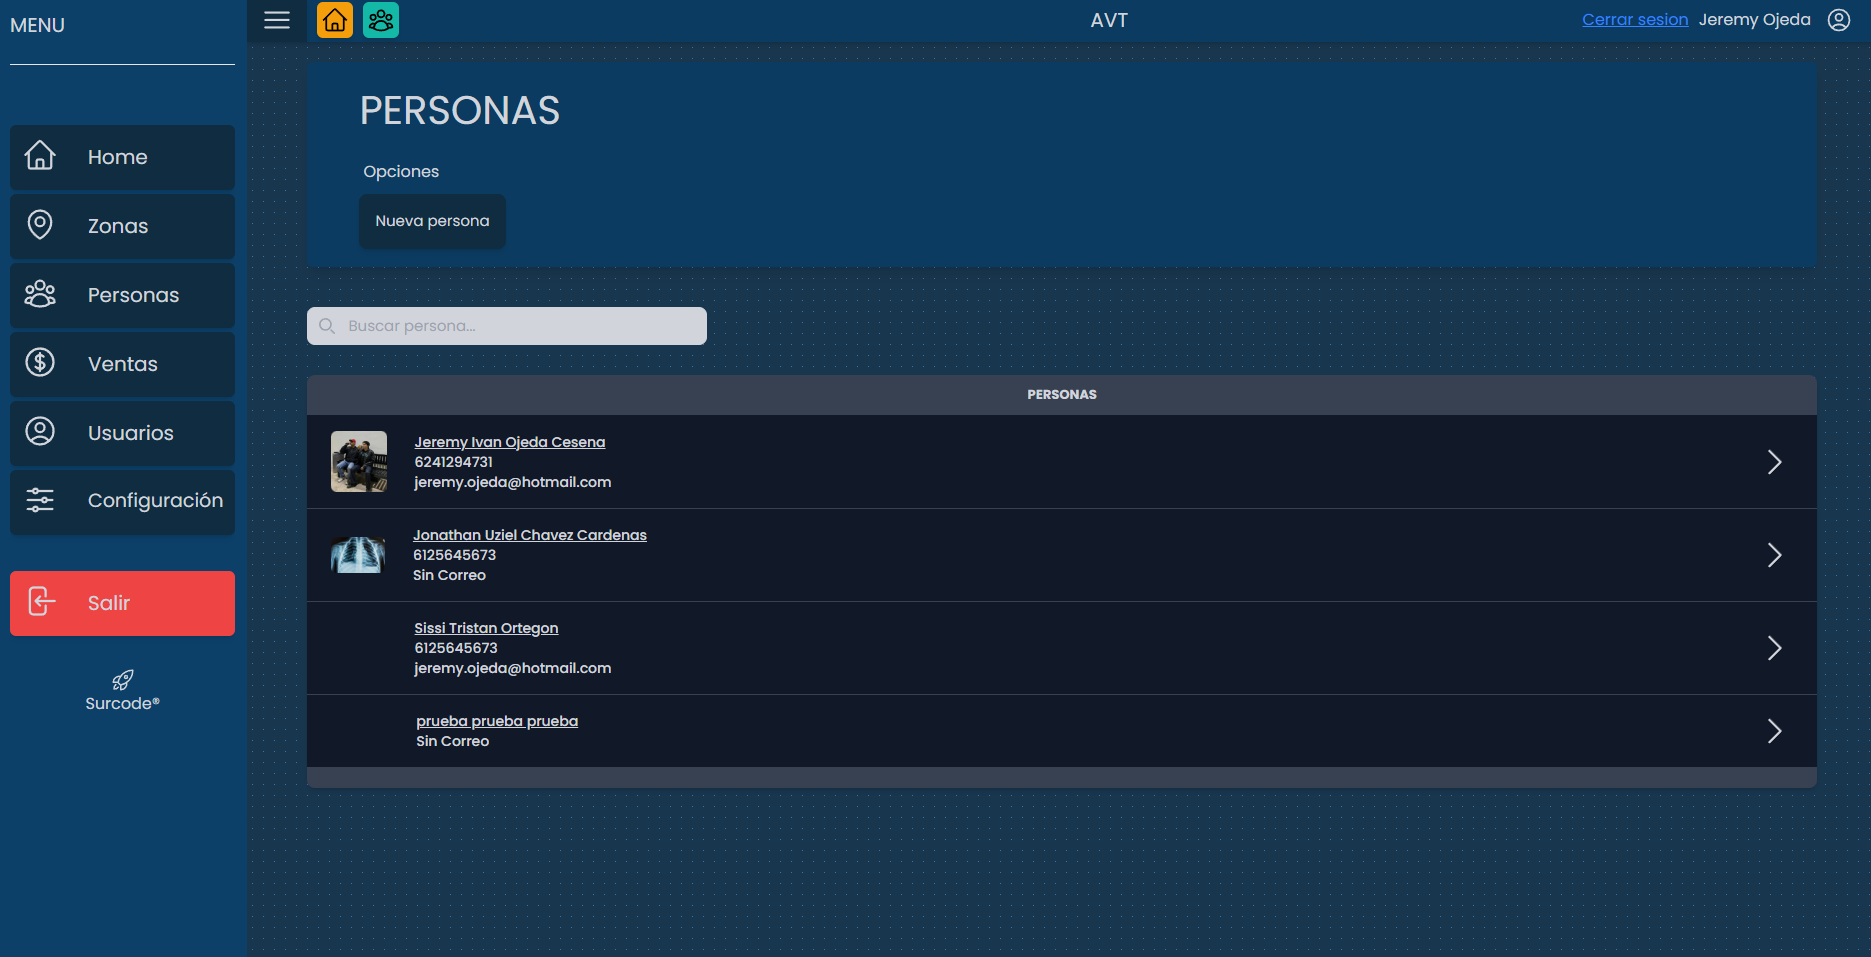 MENU
Home
Zonas
Personas
Ventas
Usuarios
Configuración
Salir
Surcode®
AVT
Cerrar sesion Jeremy Ojeda
PERSONAS
Opciones
Nueva persona
Buscar persona...
PERSONAS
Jeremy Ivan Ojeda Cesena
6241294731
jeremy.ojeda@hotmail.com
Jonathan Uziel Chavez Cardenas
6125645673
Sin Correo
Sissi Tristan Ortegon
6125645673
jeremy.ojeda@hotmail.com
prueba prueba prueba
Sin Correo